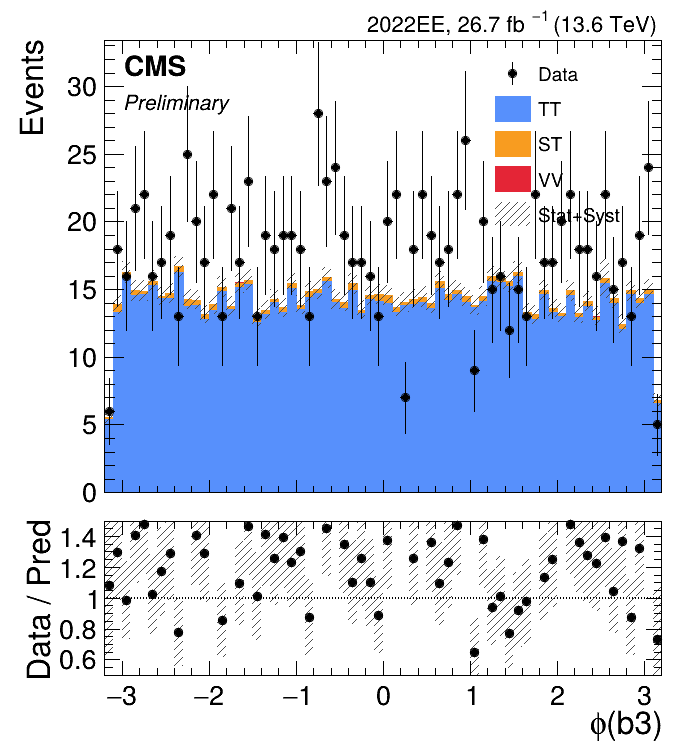 2022EE, 26.7 fb⁻¹ (13.6 TeV)
CMS
Preliminary
Events
30
25
20
15
10
5
0
Data
TT
ST
VV
Stat+Syst
Data / Pred
1.4
1.2
1
0.8
0.6
−3 −2 −1 0 1 2 3
ϕ(b3)